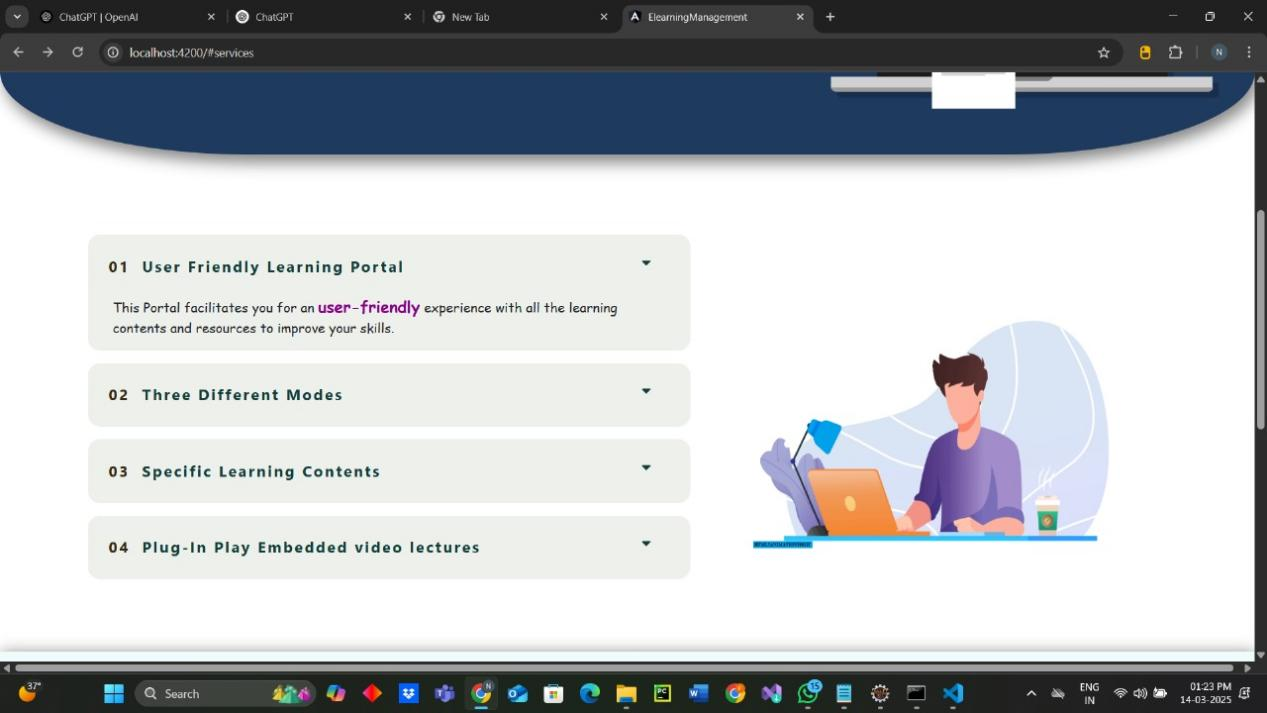 ChatGPT | OpenAI
ChatGPT
New Tab
ElearningManagement
localhost:4200/#services
N
01 User Friendly Learning Portal
This Portal facilitates you for an user-friendly experience with all the learning
contents and resources to improve your skills.
02 Three Different Modes
03 Specific Learning Contents
04 Plug-In Play Embedded video lectures
37°
Search
15
ENG
IN
01:23 PM
14-03-2025